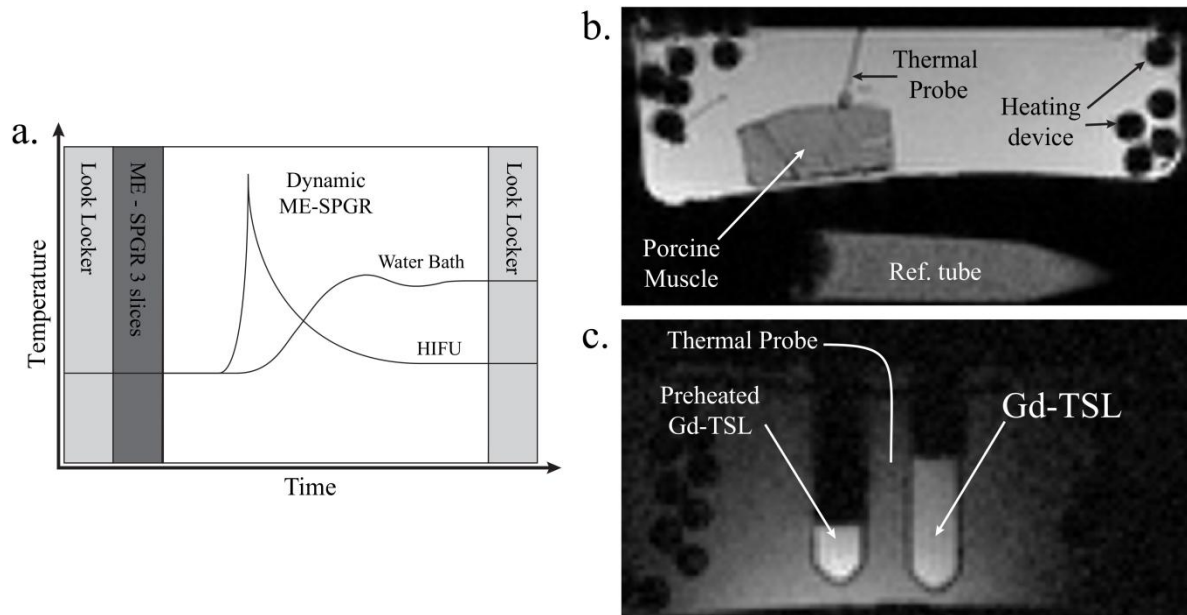 a.
Temperature
Look Locker
ME - SPGR 3 slices
Dynamic
ME-SPGR
Water Bath
HIFU
Look Locker
Time
b.
Thermal
Probe
Heating
device
Porcine
Muscle
Ref. tube
c.
Thermal Probe
Preheated
Gd-TSL
Gd-TSL